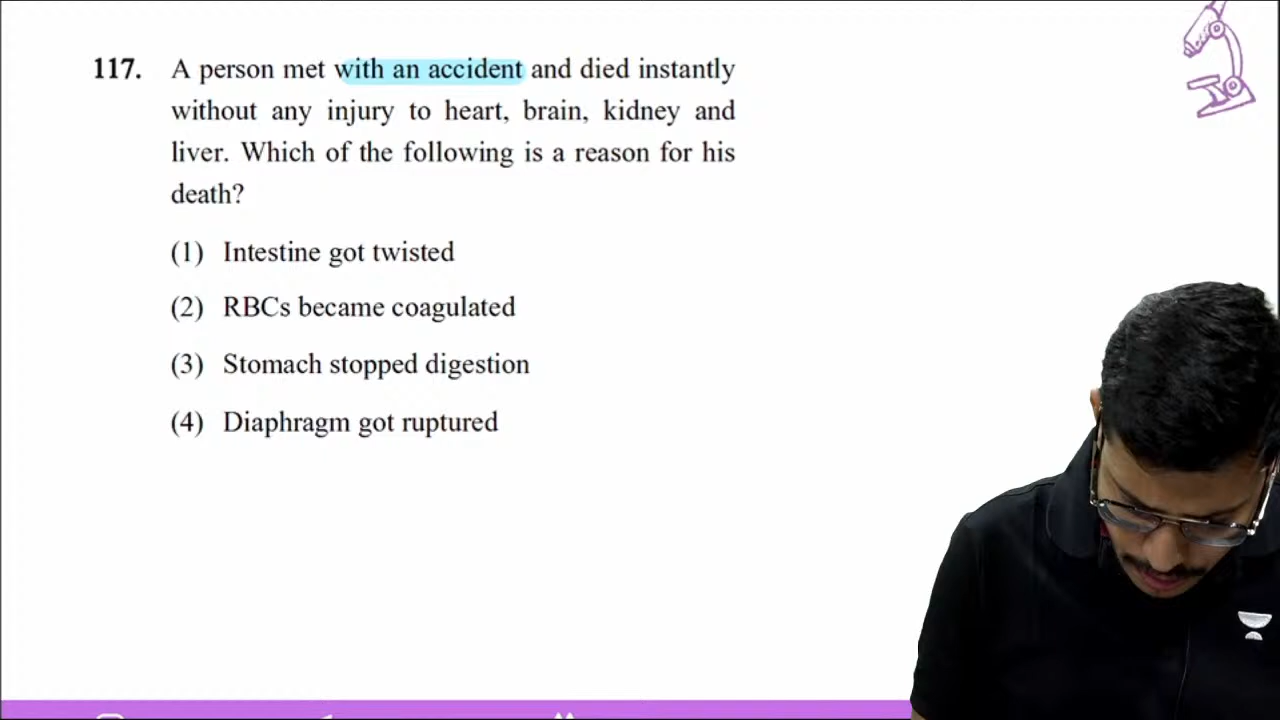 117. A person met with an accident and died instantly
without any injury to heart, brain, kidney and
liver. Which of the following is a reason for his
death?
(1) Intestine got twisted
(2) RBCs became coagulated
(3) Stomach stopped digestion
(4) Diaphragm got ruptured